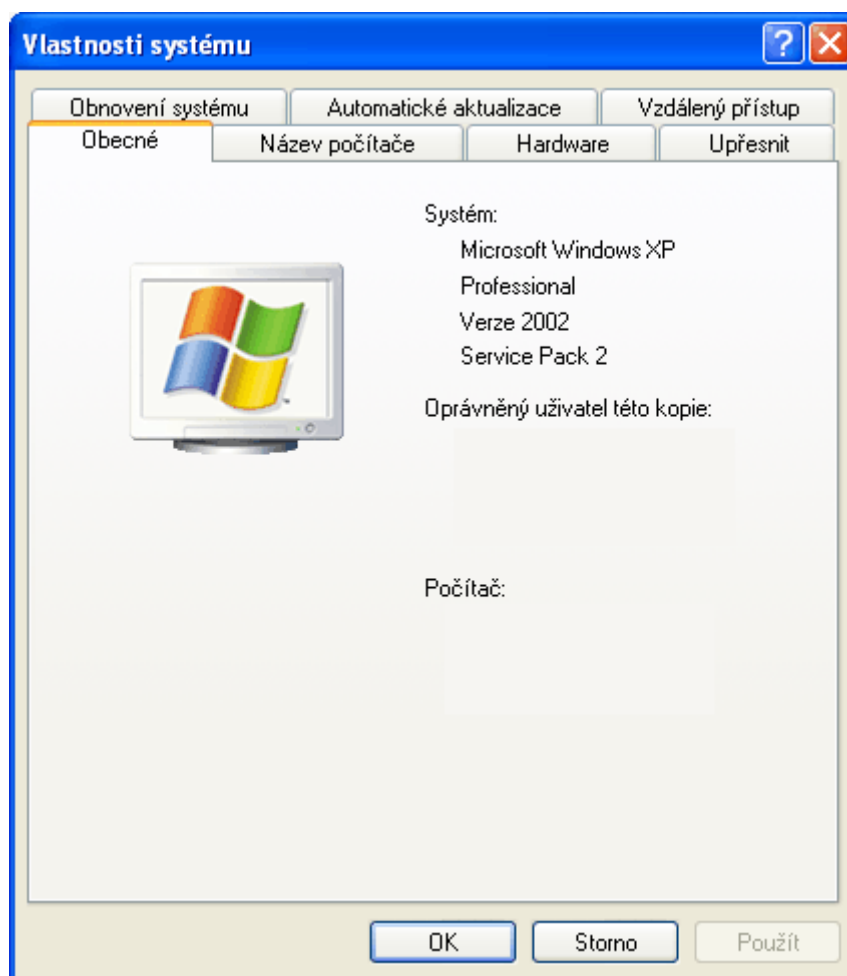 Vlastnosti systému
Obnovení systému
Automatické aktualizace
Vzdálený přístup
Obecné
Název počítače
Hardware
Upřesnit
Systém:
Microsoft Windows XP
Professional
Verze 2002
Service Pack 2
Oprávněný uživatel této kopie:
Počítač:
OK
Storno
Použít